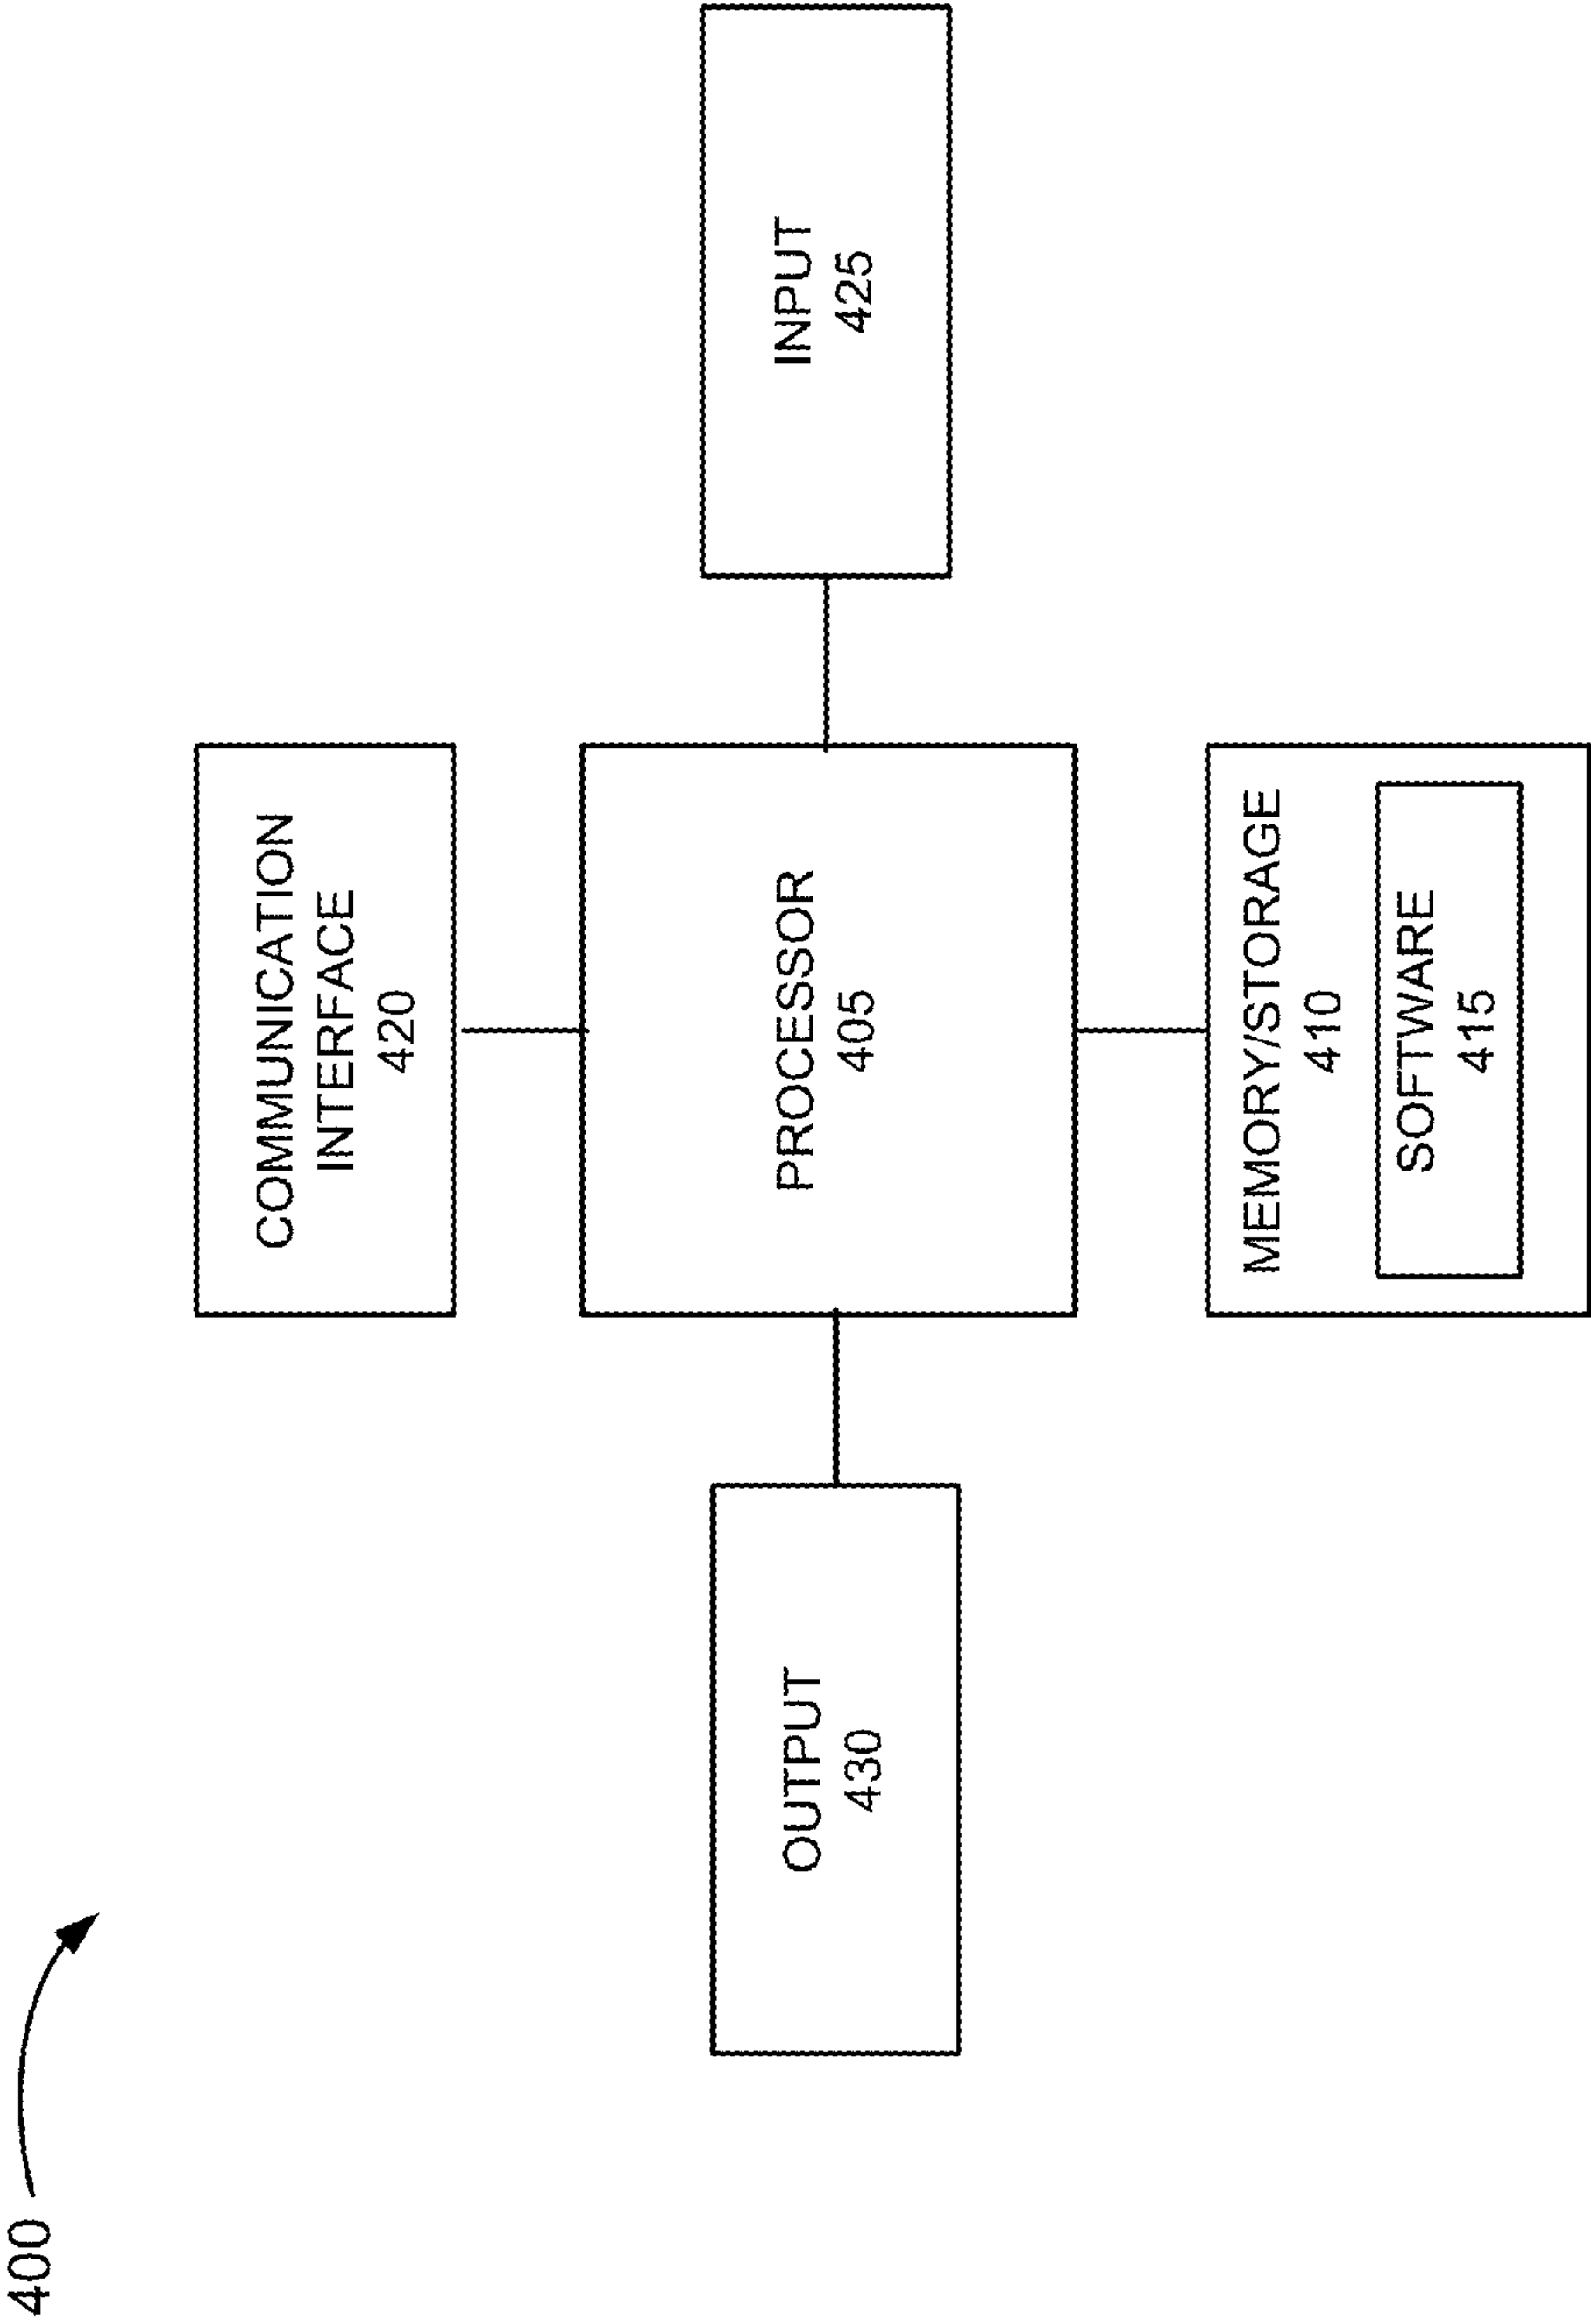 400
COMMUNICATION
INTERFACE
420
OUTPUT
430
PROCESSOR
405
INPUT
425
MEMORY/STORAGE
410
SOFTWARE
415